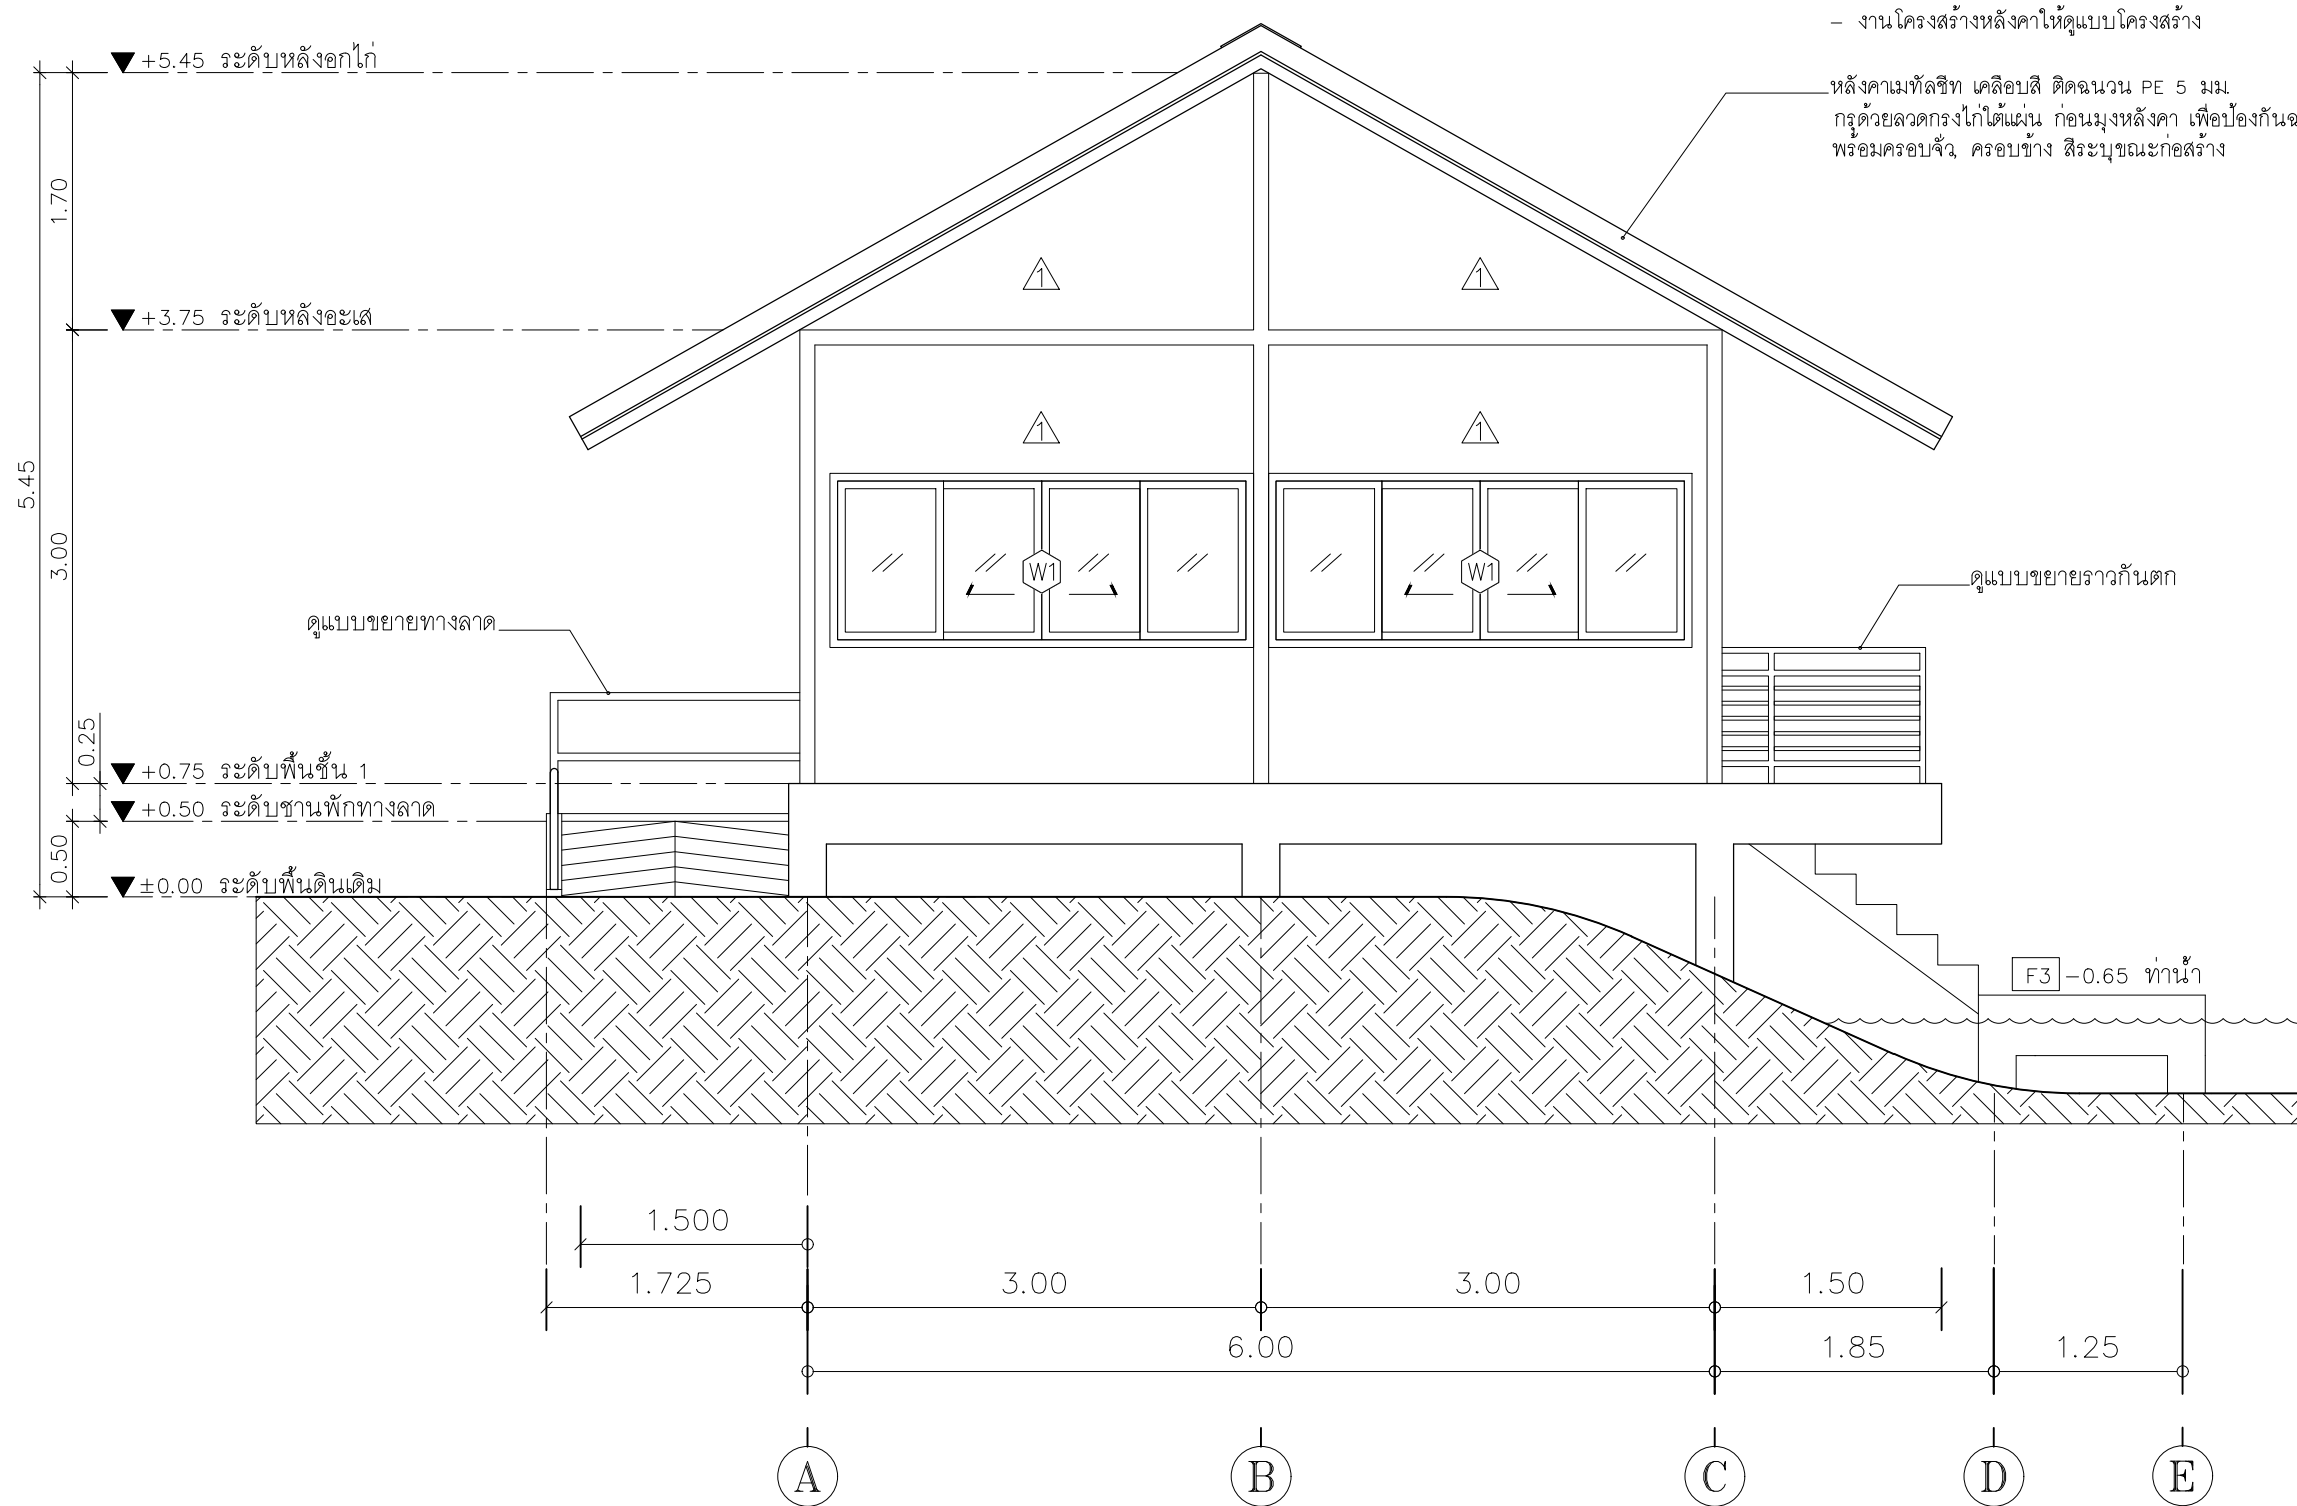 - งานโครงสร้างหลังคาให้ดูแบบโครงสร้าง
+5.45 ระดับหลังอกไก่
หลังคาเมทัลชีท เคลือบสี ติดฉนวน PE 5 มม.
กรุด้วยลวดกรงไก่ใต้แผ่น ก่อนมุงหลังคา เพื่อป้องกันฉ
พร้อมครอบจั่ว, ครอบข้าง สีระบุขณะก่อสร้าง
1.70
1
1
+3.75 ระดับหลังอะเส
1
1
5.45
3.00
W1
W1
ดูแบบขยายราวกันตก
ดูแบบขยายทางลาด
0.25
+0.75 ระดับพื้นชั้น 1
+0.50 ระดับชานพักทางลาด
0.50
±0.00 ระดับพื้นดินเดิม
F3 -0.65 ท่าน้ำ
1.500
1.725
3.00
3.00
1.50
6.00
1.85
1.25
A
B
C
D
E